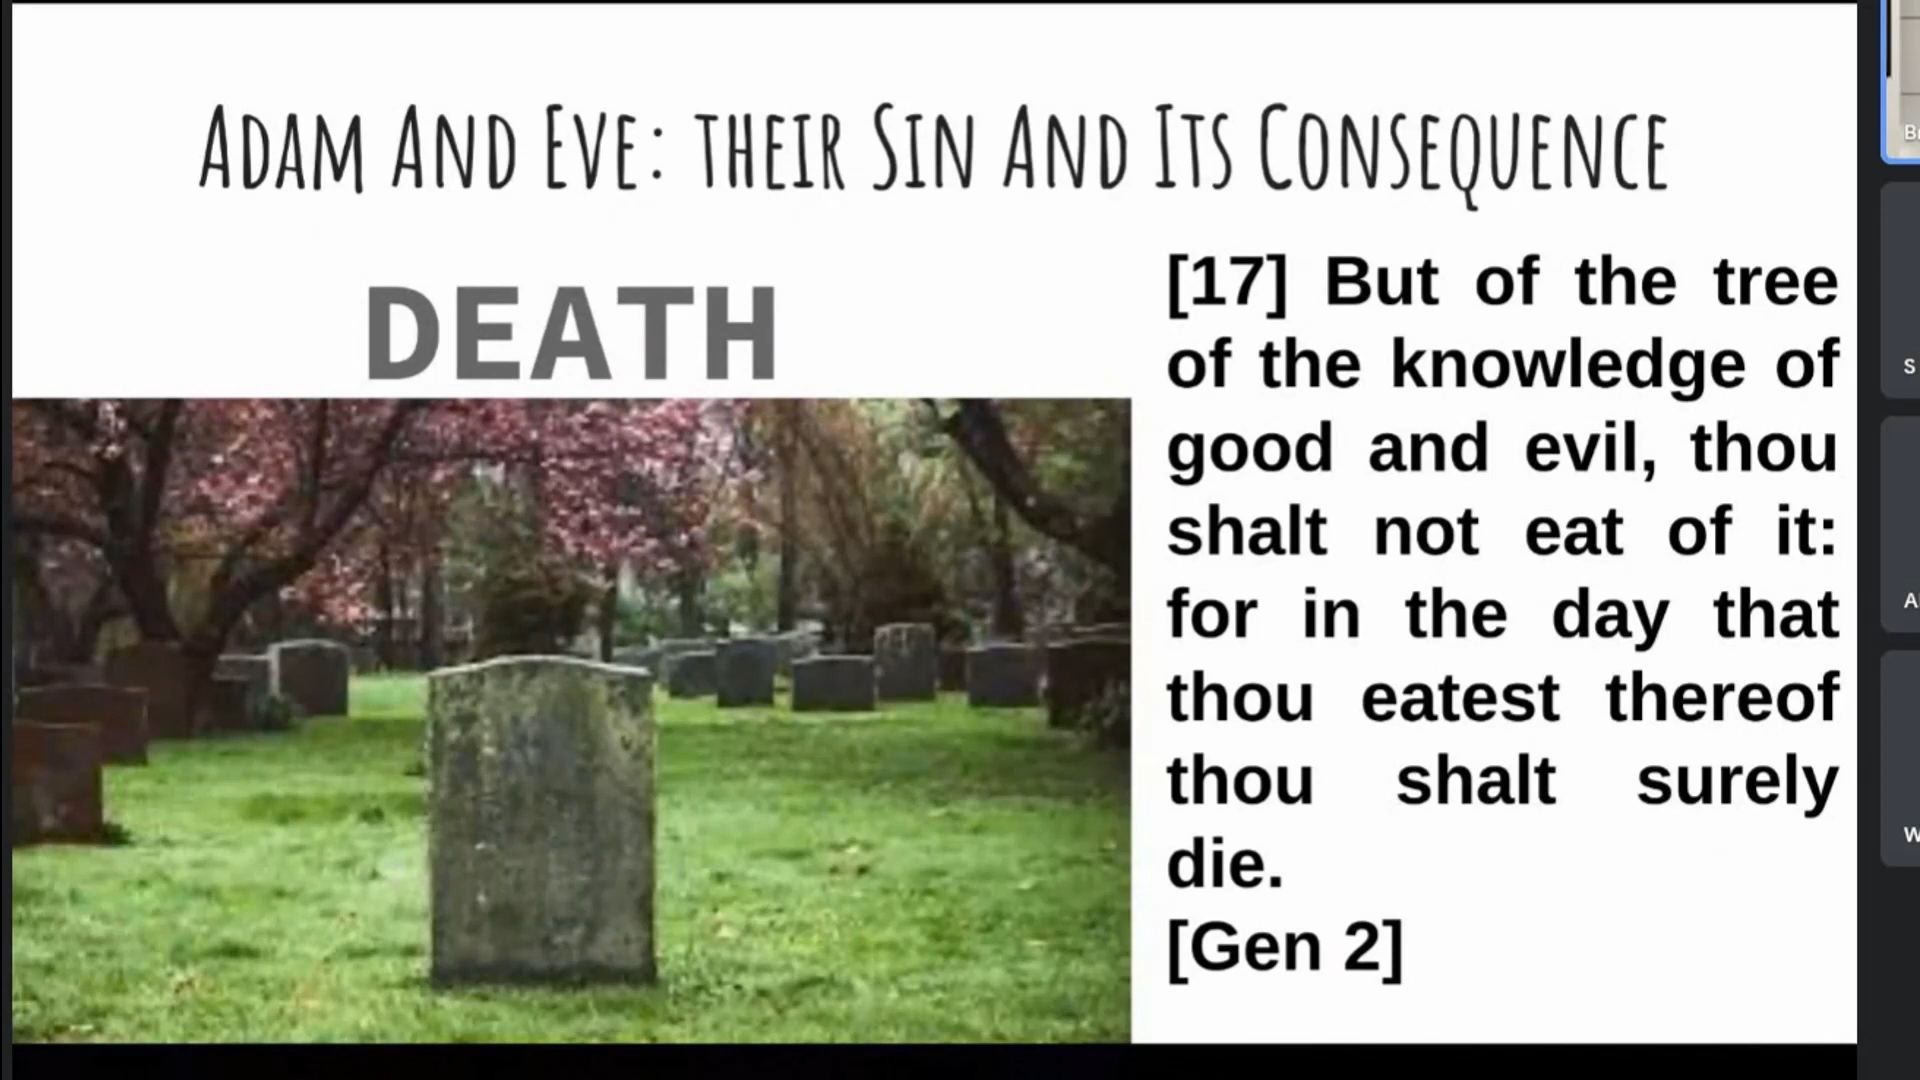 Adam And Eve: their Sin And Its Consequence
DEATH
[17] But of the tree
of the knowledge of
good and evil, thou
shalt not eat of it:
for in the day that
thou eatest thereof
thou shalt surely
die.
[Gen 2]
S